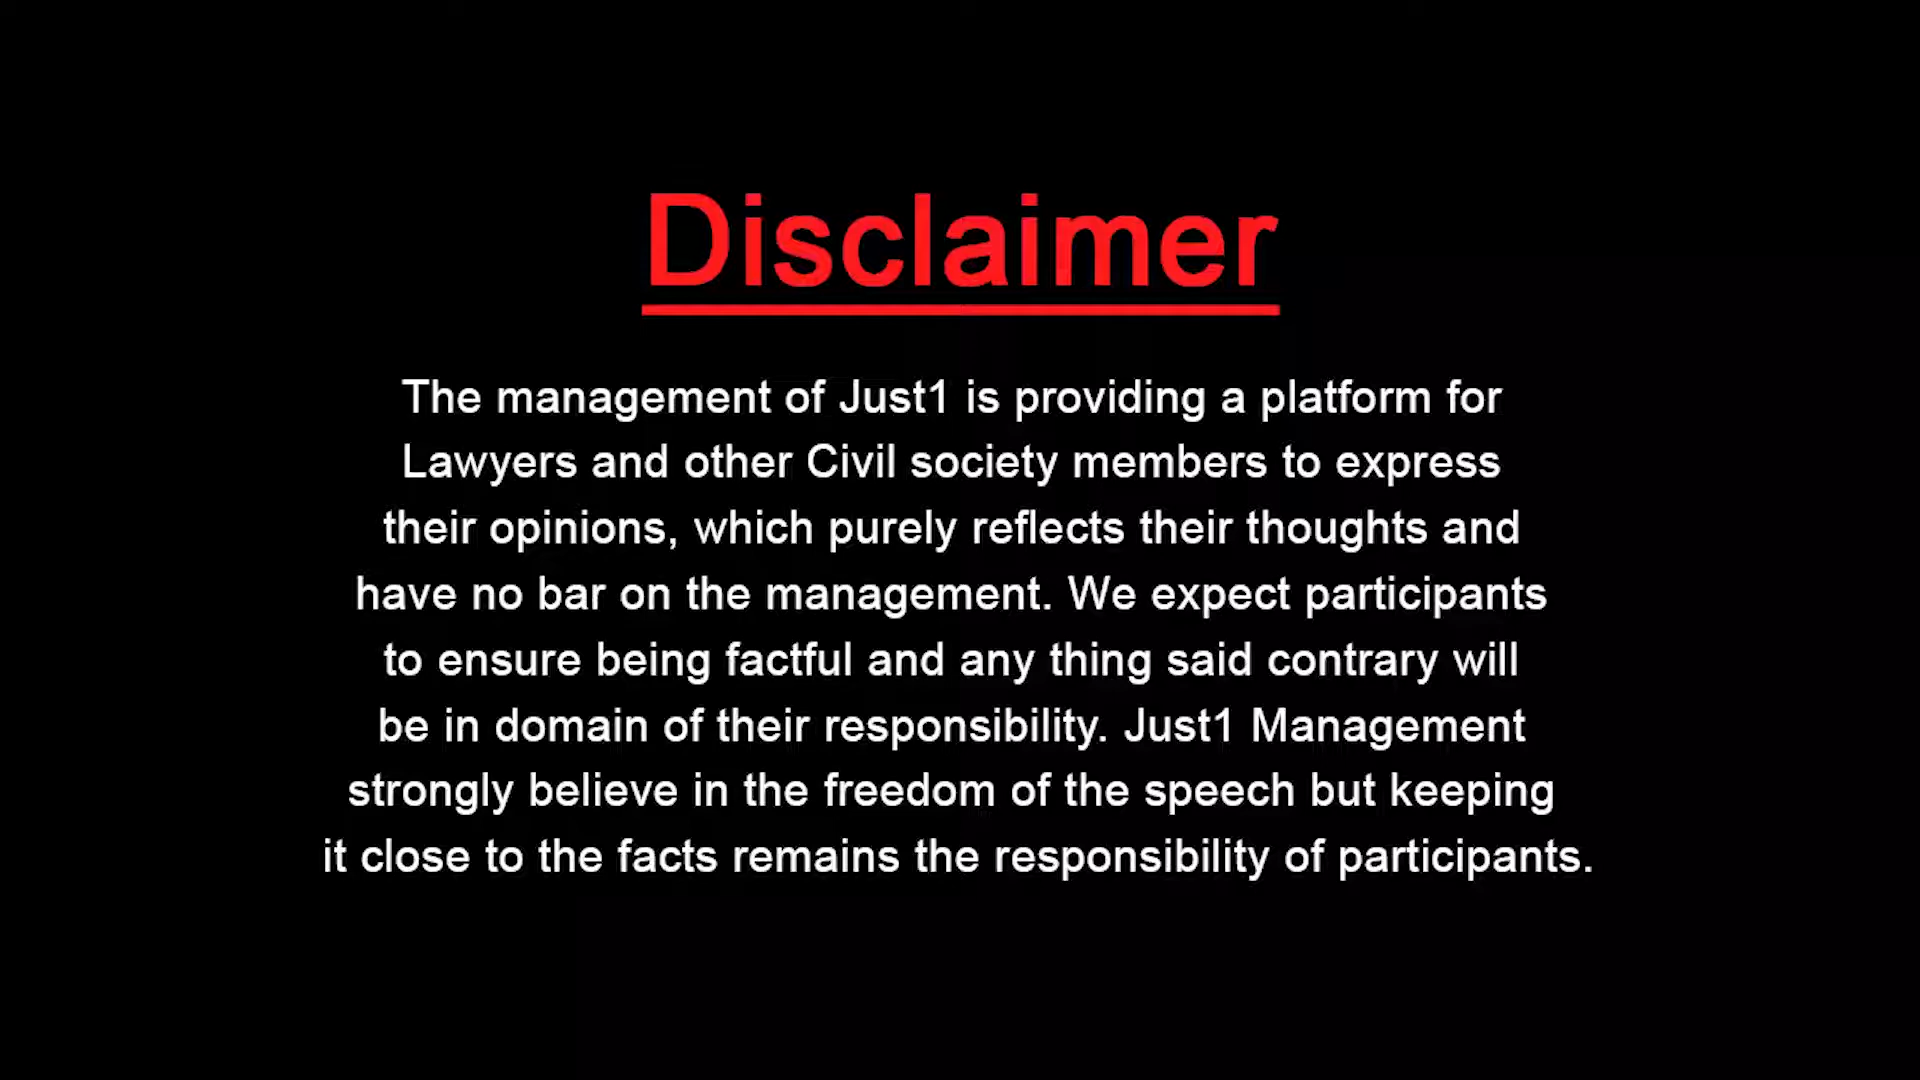 Disclaimer
The management of Just1 is providing a platform for
Lawyers and other Civil society members to express
their opinions, which purely reflects their thoughts and
have no bar on the management. We expect participants
to ensure being factful and any thing said contrary will
be in domain of their responsibility. Just1 Management
strongly believe in the freedom of the speech but keeping
it close to the facts remains the responsibility of participants.